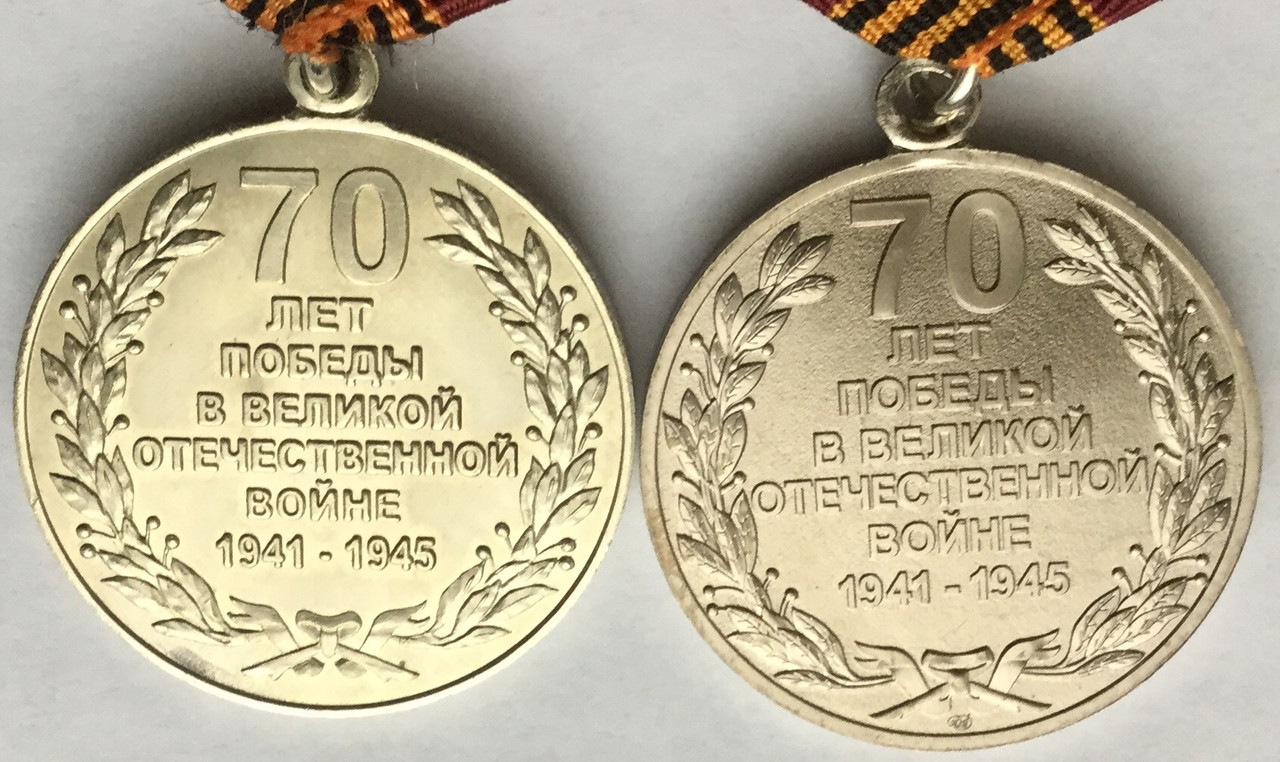 70
ЛЕТ
ПОБЕДЫ
В ВЕЛИКОЙ
ОТЕЧЕСТВЕННОЙ
ВОЙНЕ
1941 - 1945
70
ЛЕТ
ПОБЕДЫ
В ВЕЛИКОЙ
ОТЕЧЕСТВЕННОЙ
ВОЙНЕ
1941 - 1945